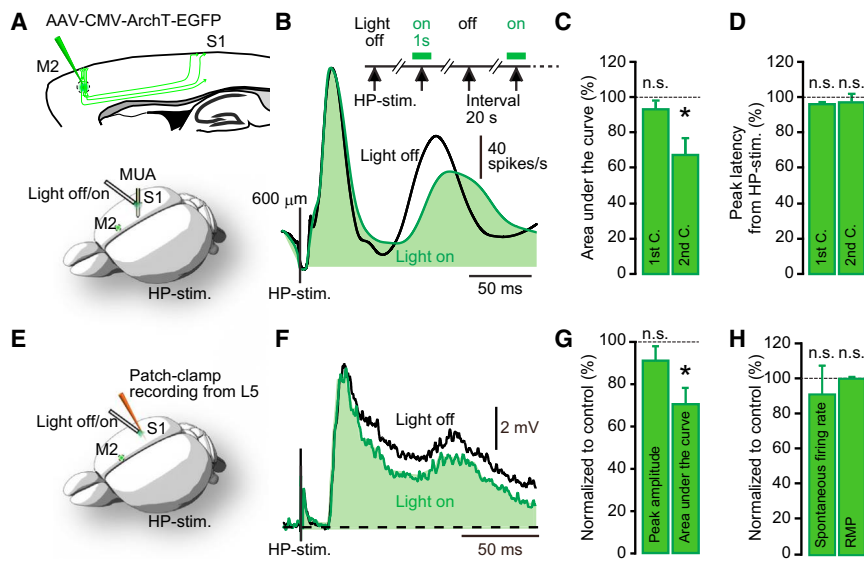 A
AAV-CMV-ArchT-EGFP
S1
M2
MUA
Light off/on
S1
M2
HP-stim.
B
Light off
on 1s
off
on
HP-stim.
Interval 20 s
40 spikes/s
Light off
600 µm
Light on
HP-stim.
50 ms
C
Area under the curve (%)
120
100
80
60
40
20
0
n.s.
*
1st C.
2nd C.
D
Peak latency
from HP-stim. (%)
120
100
80
60
40
20
0
n.s. n.s.
1st C.
2nd C.
E
Patch-clamp
recording from L5
Light off/on
S1
M2
HP-stim.
F
Light off
2 mV
Light on
HP-stim.
50 ms
G
Normalized to control (%)
100
80
60
40
20
0
n.s.
*
Peak amplitude
Area under the curve
H
Normalized to control (%)
120
100
80
60
40
20
0
n.s. n.s.
Spontaneous firing rate
RMP